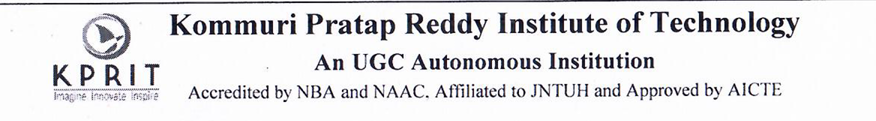 Kommuri Pratap Reddy Institute of Technology
An UGC Autonomous Institution
KPRIT
Imagine Innovate Inspire
Accredited by NBA and NAAC, Affiliated to JNTUH and Approved by AICTE